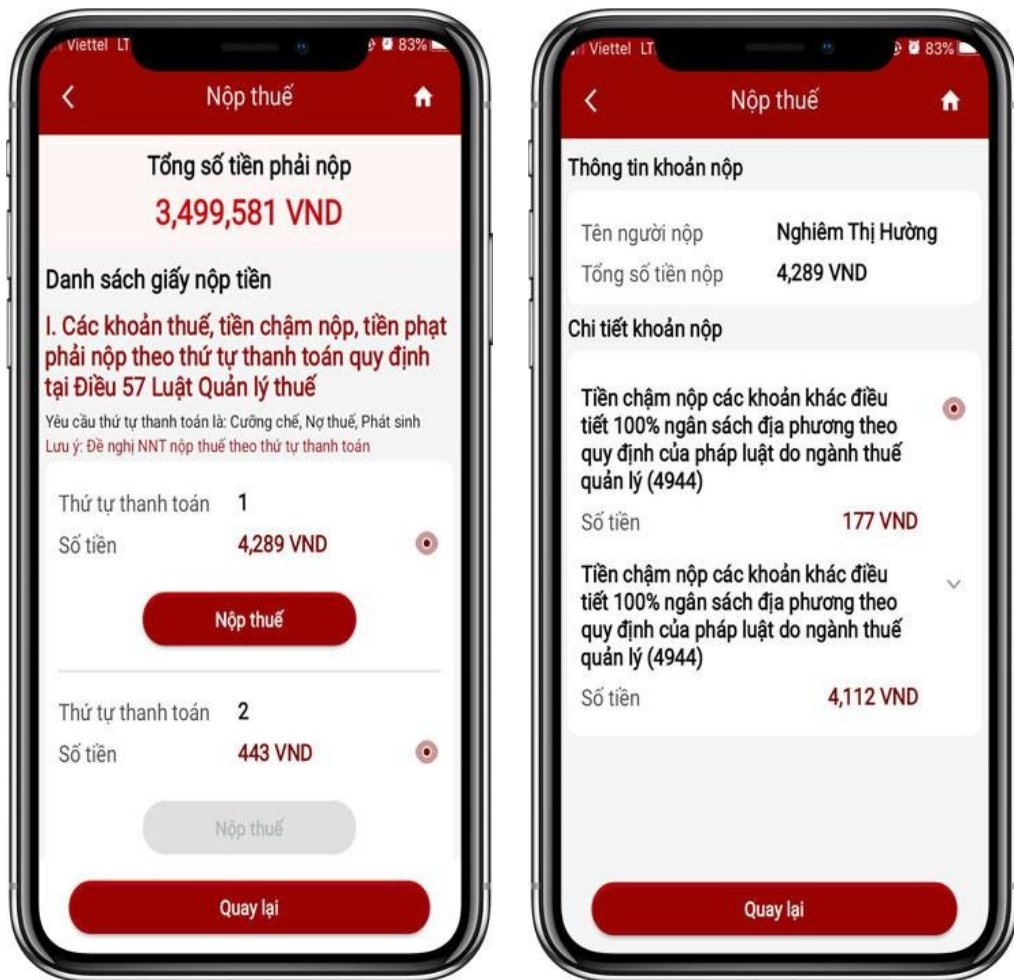 Viettel LT
83%
Nộp thuế
Tổng số tiền phải nộp
3,499,581 VND
Danh sách giấy nộp tiền
I. Các khoản thuế, tiền chậm nộp, tiền phạt
phải nộp theo thứ tự thanh toán quy định
tại Điều 57 Luật Quản lý thuế
Yêu cầu thứ tự thanh toán là: Cưỡng chế, Nợ thuế, Phát sinh
Lưu ý: Đề nghị NNT nộp thuế theo thứ tự thanh toán
Thứ tự thanh toán 1
Số tiền 4,289 VND
Nộp thuế
Thứ tự thanh toán 2
Số tiền 443 VND
Nộp thuế
Quay lại
Viettel LT
83%
Nộp thuế
Thông tin khoản nộp
Tên người nộp Nghiêm Thị Hường
Tổng số tiền nộp 4,289 VND
Chi tiết khoản nộp
Tiền chậm nộp các khoản khác điều
tiết 100% ngân sách địa phương theo
quy định của pháp luật do ngành thuế
quản lý (4944)
Số tiền 177 VND
Tiền chậm nộp các khoản khác điều
tiết 100% ngân sách địa phương theo
quy định của pháp luật do ngành thuế
quản lý (4944)
Số tiền 4,112 VND
Quay lại